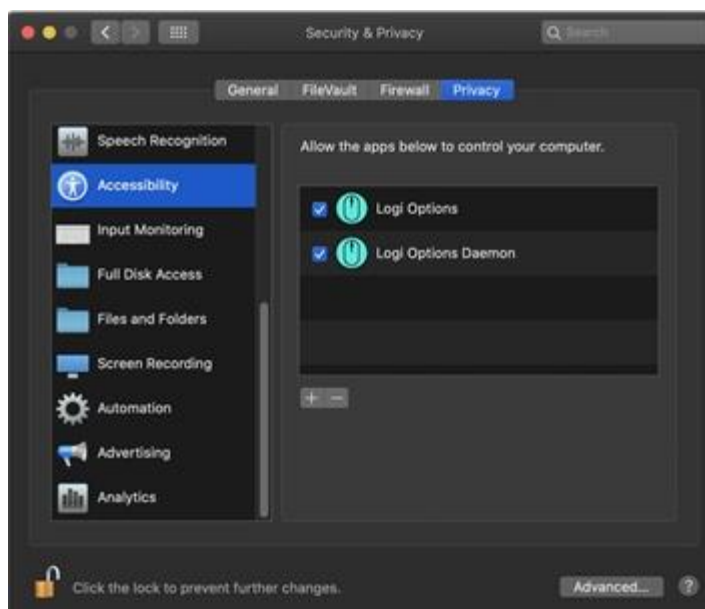 Security & Privacy
Search
General FileVault Firewall Privacy
Speech Recognition
Accessibility
Input Monitoring
Full Disk Access
Files and Folders
Screen Recording
Automation
Advertising
Analytics
Allow the apps below to control your computer.
Logi Options
Logi Options Daemon
Click the lock to prevent further changes.
Advanced...
?